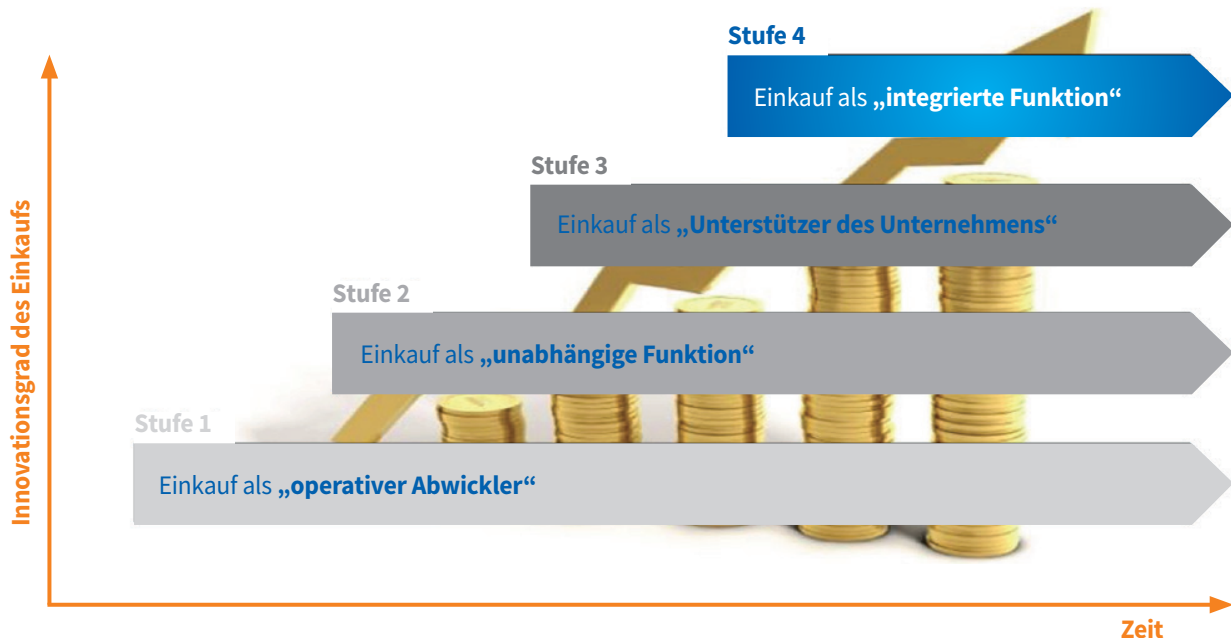 Stufe 4
Einkauf als „integrierte Funktion“
Stufe 3
Einkauf als „Unterstützer des Unternehmens“
Stufe 2
Einkauf als „unabhängige Funktion“
Stufe 1
Einkauf als „operativer Abwickler“
Innovationsgrad des Einkaufs
Zeit